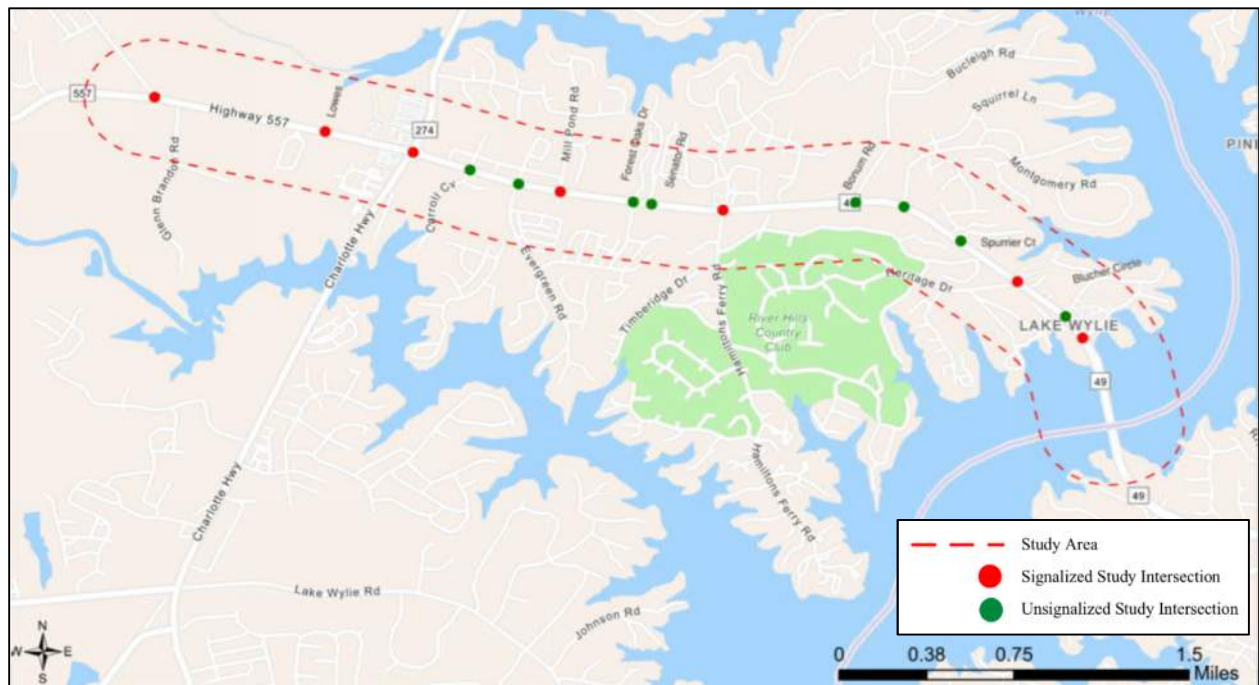 Wylie
Bucleigh Rd
557
Lowes
Squirrel Ln
Highway 557
274
Mill Pond Rd
Forest Oaks Dr
Senator Rd
Bonum Rd
PINE
Montgomery Rd
Glenn Brandon Rd
Carroll Cv
49
Charlotte Hwy
Evergreen Rd
Spurrier Ct
Heritage Dr
Blucher Circle
Timberidge Dr
Hamiltons Ferry Rd
River Hills
Country
Club
LAKE WYLIE
49
Hamiltons Ferry Rd
49
Charlotte Hwy
Lake Wylie Rd
Johnson Rd
Study Area
Signalized Study Intersection
Unsignalized Study Intersection
N
W E
S
0 0.38 0.75 1.5
Miles